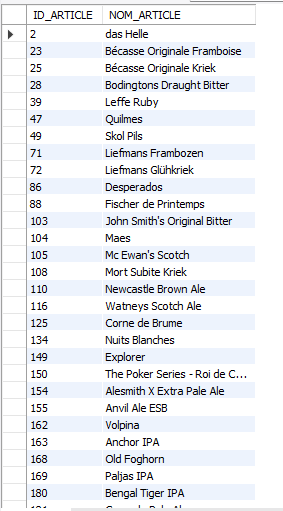 ID_ARTICLE NOM_ARTICLE
2 das Helle
23 Bécasse Originale Framboise
25 Bécasse Originale Kriek
28 Bodingtons Draught Bitter
39 Leffe Ruby
47 Quilmes
49 Skol Pils
71 Liefmans Frambozen
72 Liefmans Glühkriek
86 Desperados
88 Fischer de Printemps
103 John Smith's Original Bitter
104 Maes
105 Mc Ewan's Scotch
108 Mort Subite Kriek
110 Newcastle Brown Ale
116 Watneys Scotch Ale
125 Corne de Brume
134 Nuits Blanches
149 Explorer
150 The Poker Series - Roi de C...
154 Alesmith X Extra Pale Ale
155 Anvil Ale ESB
162 Volpina
163 Anchor IPA
168 Old Foghorn
169 Paljas IPA
180 Bengal Tiger IPA